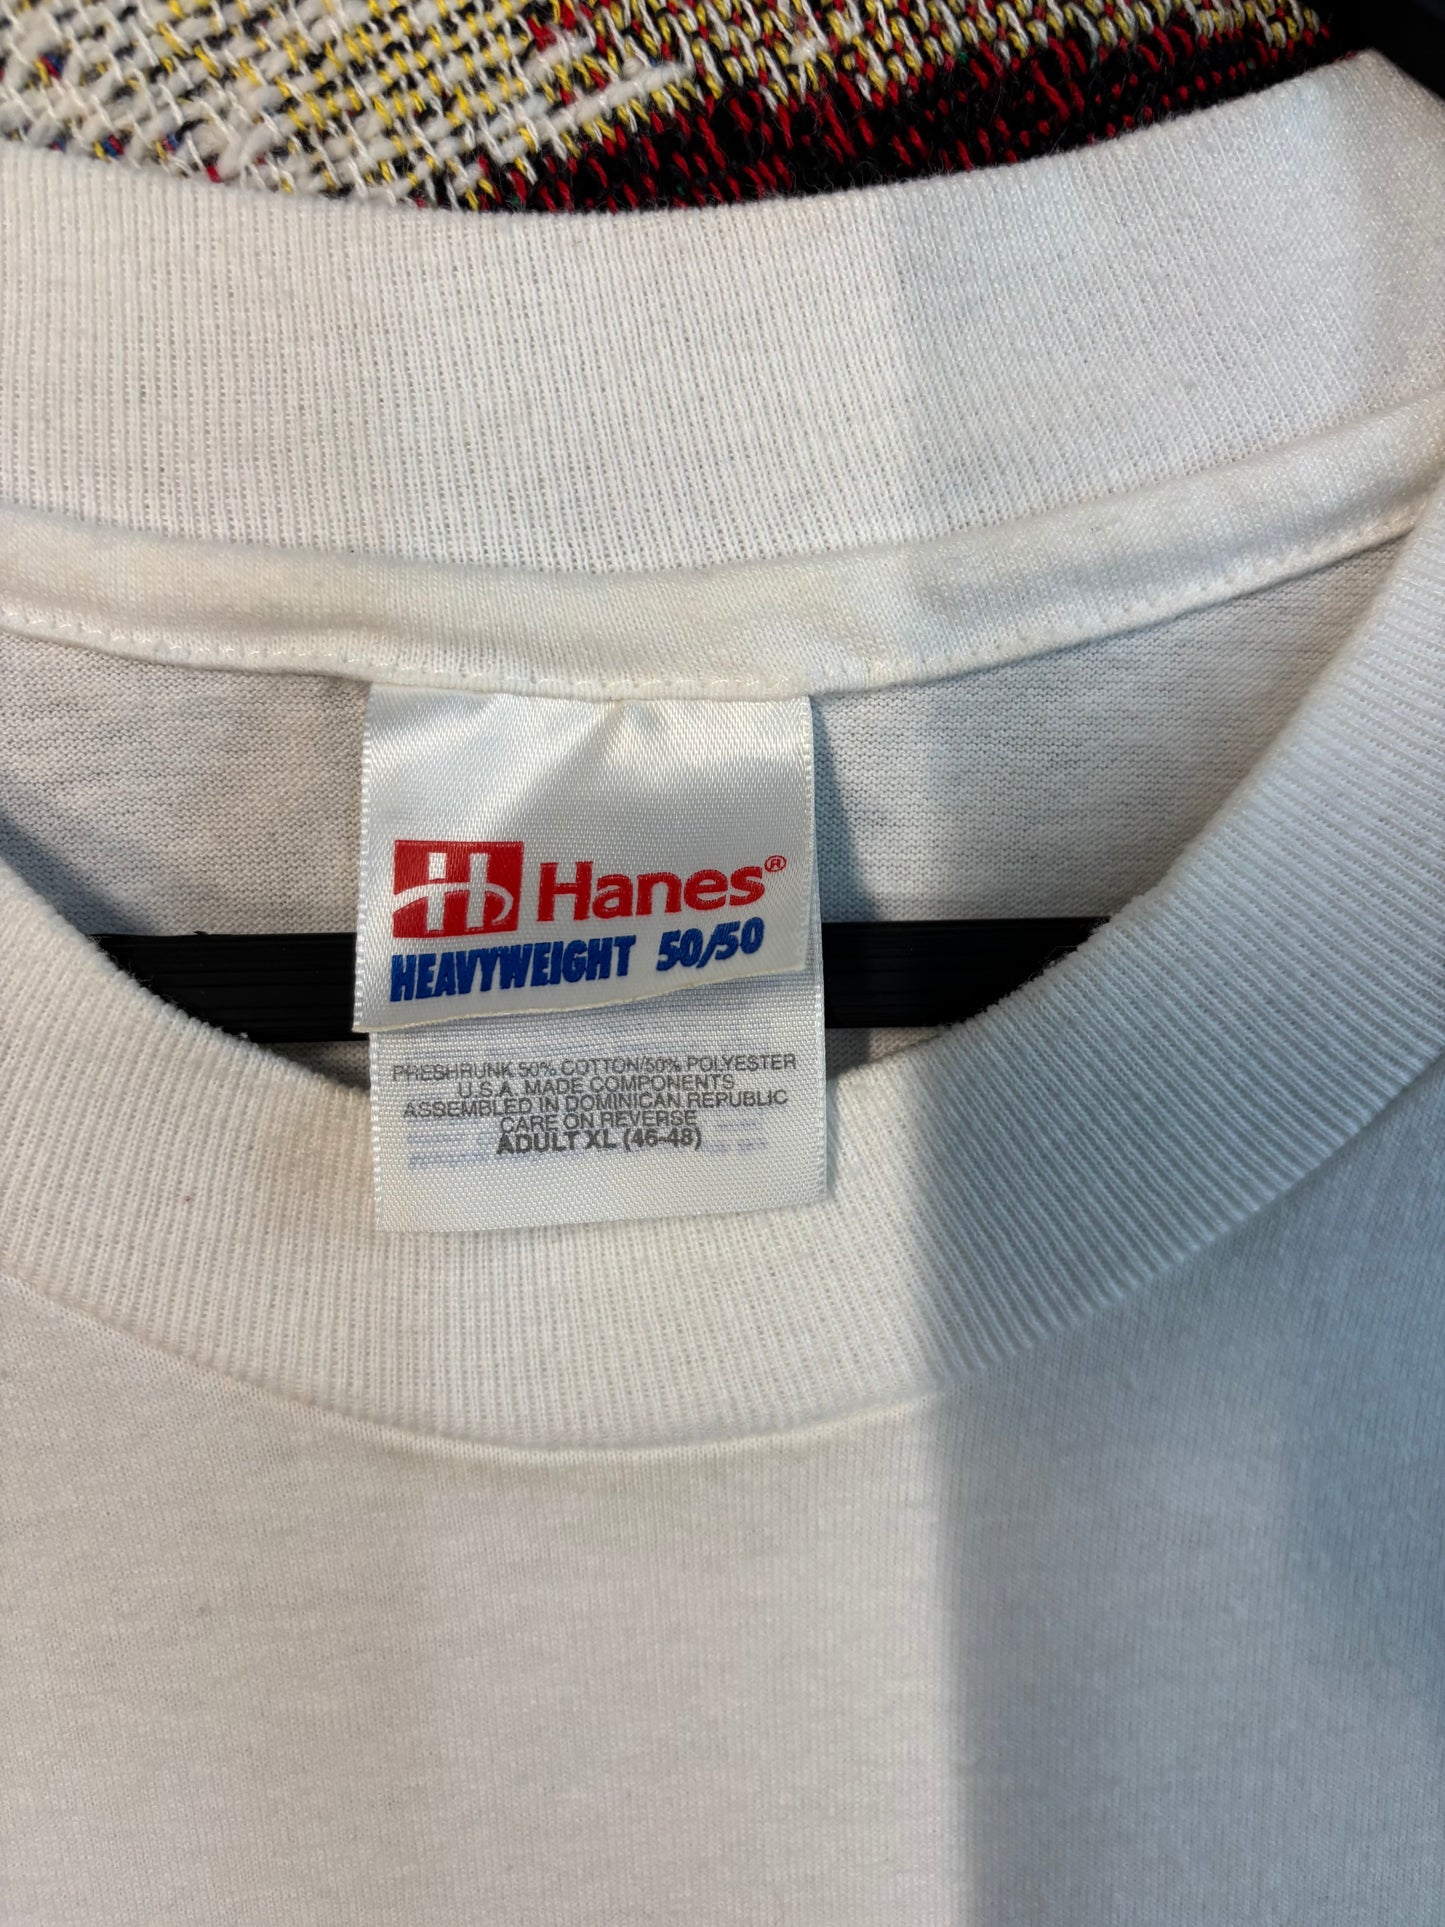 H Hanes®
HEAVYWEIGHT 50/50
PRESHRUNK 50% COTTON/50% POLYESTER
U.S.A. MADE COMPONENTS
ASSEMBLED IN DOMINICAN REPUBLIC
CARE ON REVERSE
ADULT XL (46-48)